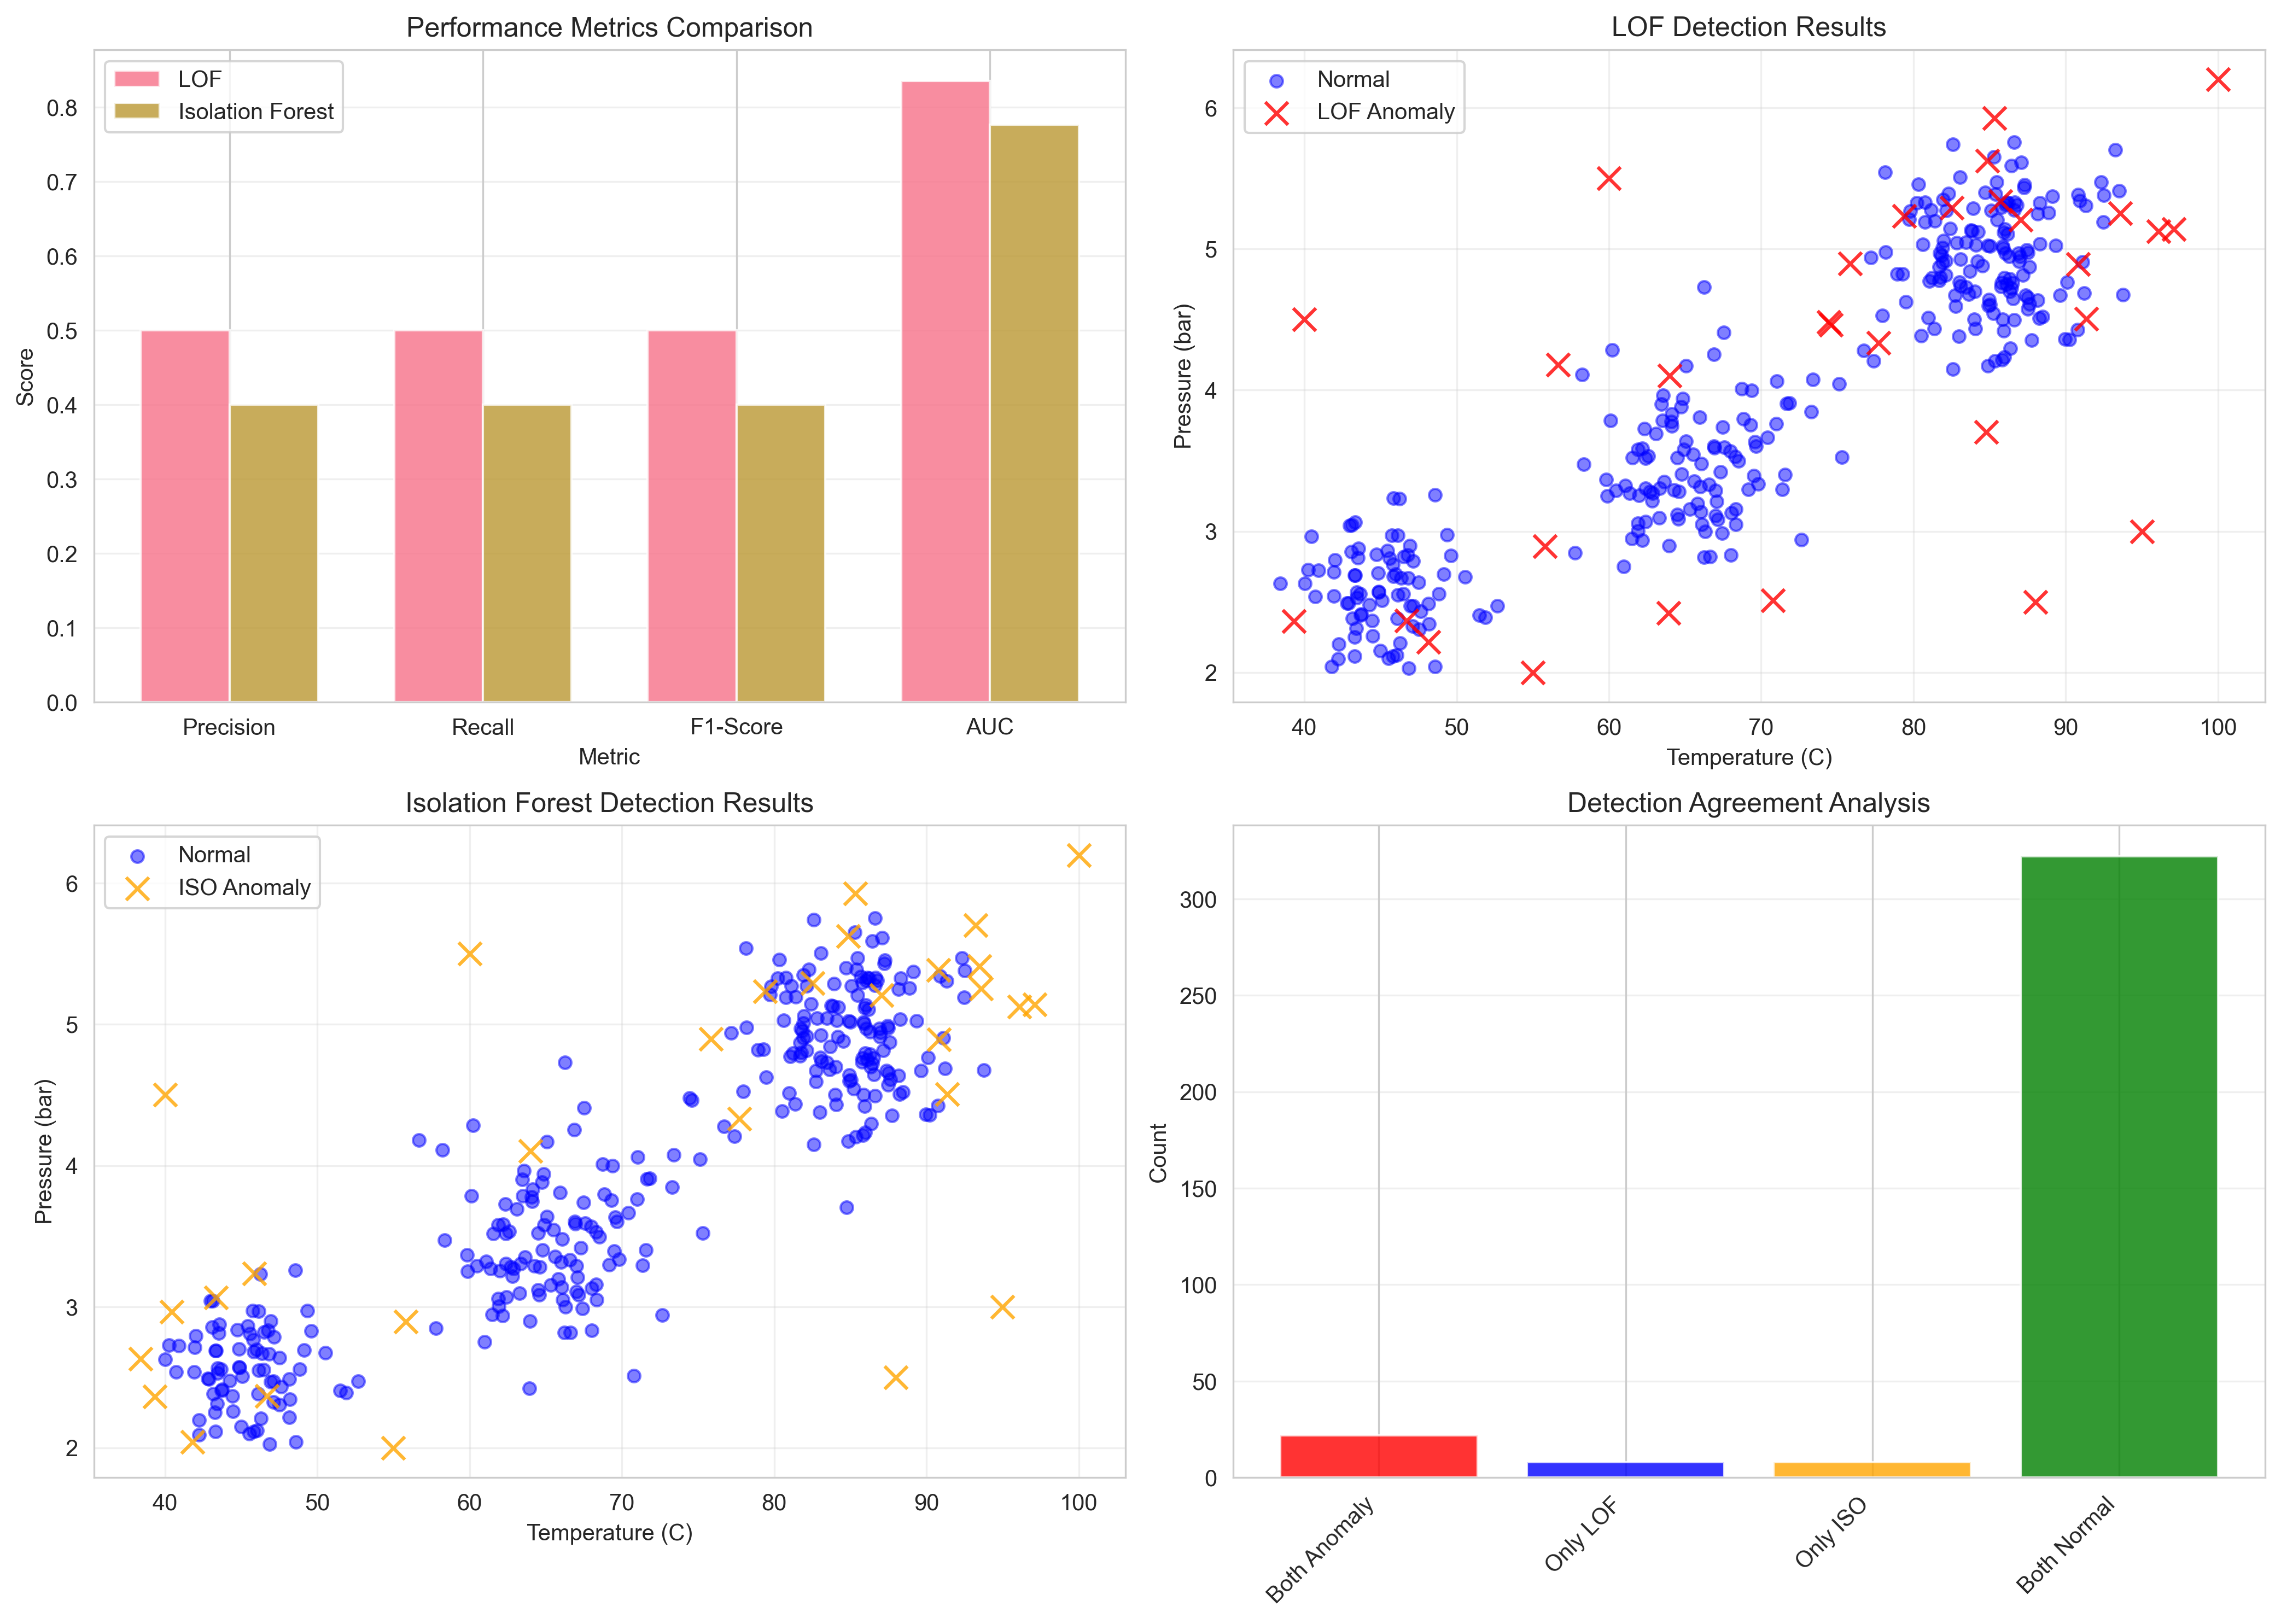 Performance Metrics Comparison
LOF
Isolation Forest
0.8
0.7
0.6
0.5
0.4
0.3
0.2
0.1
0.0
Score
Precision Recall F1-Score AUC
Metric
LOF Detection Results
Normal
LOF Anomaly
6
5
4
3
2
Pressure (bar)
40 50 60 70 80 90 100
Temperature (C)
Isolation Forest Detection Results
Normal
ISO Anomaly
6
5
4
3
2
Pressure (bar)
40 50 60 70 80 90 100
Temperature (C)
Detection Agreement Analysis
300
250
200
150
100
50
0
Count
Both Anomaly
Only LOF
Only ISO
Both Normal